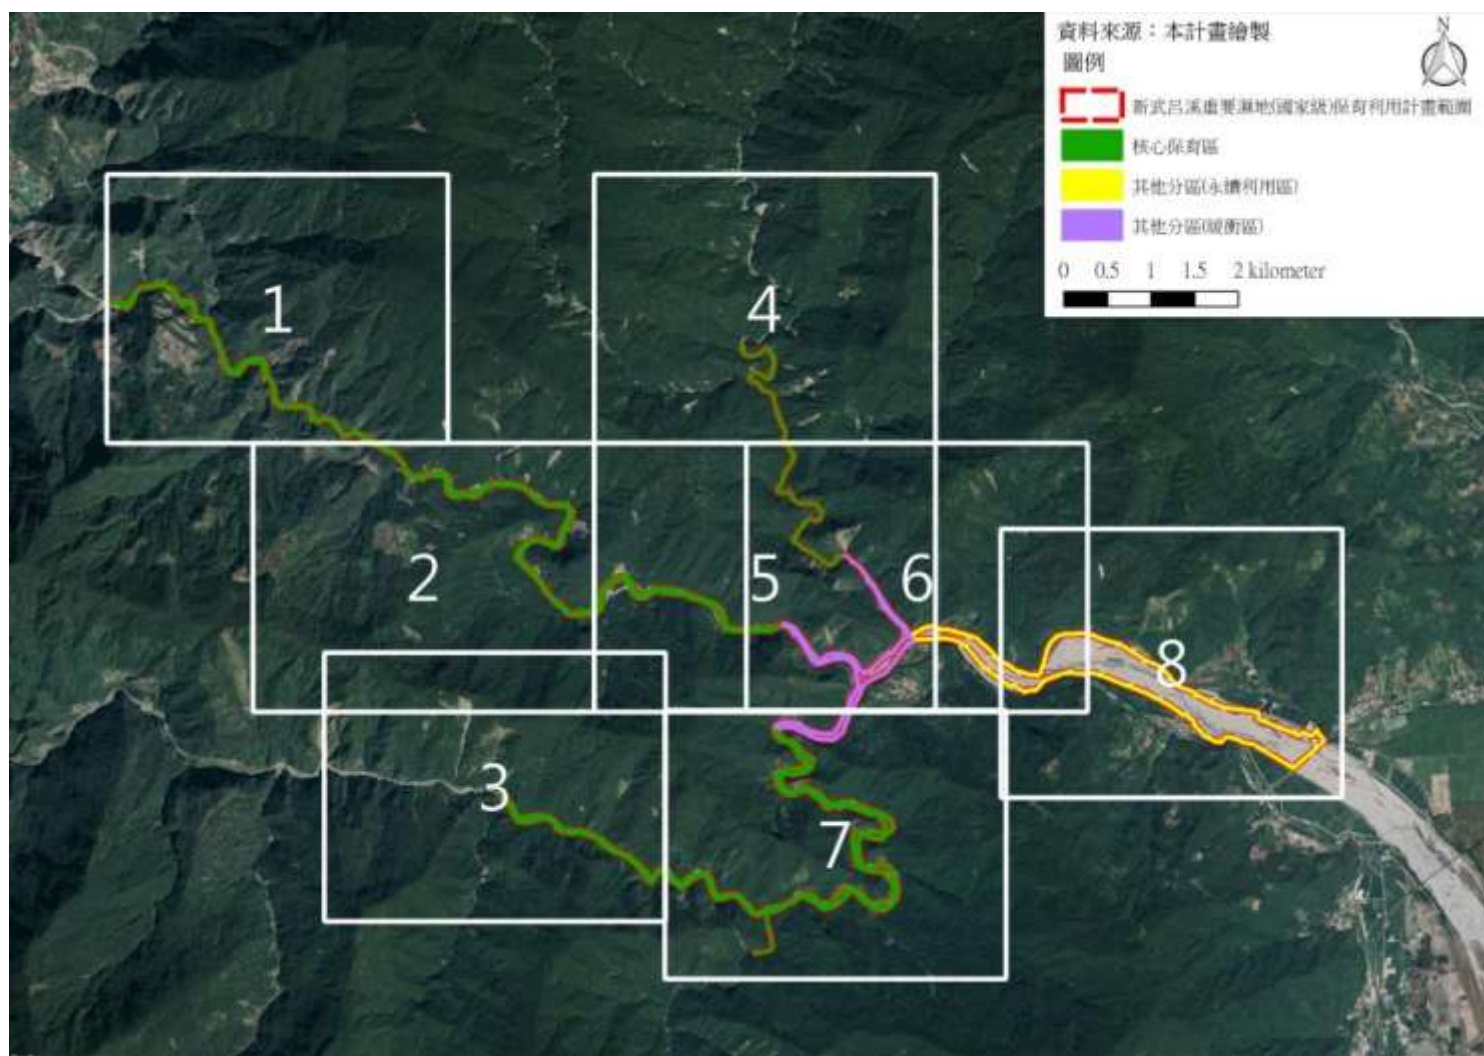 資料來源：本計畫繪製
N
圖例
新武呂溪重要濕地(國家級)保育利用計畫範圍
核心保育區
其他分區(永續利用區)
其他分區(緩衝區)
0 0.5 1 1.5 2 kilometer
1
4
2
5
6
8
3
7